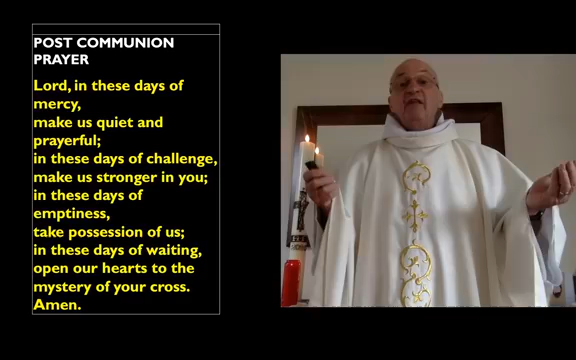 POST COMMUNION
PRAYER
Lord, in these days of
mercy,
make us quiet and
prayerful;
in these days of challenge,
make us stronger in you;
in these days of
emptiness,
take possession of us;
in these days of waiting,
open our hearts to the
mystery of your cross.
Amen.